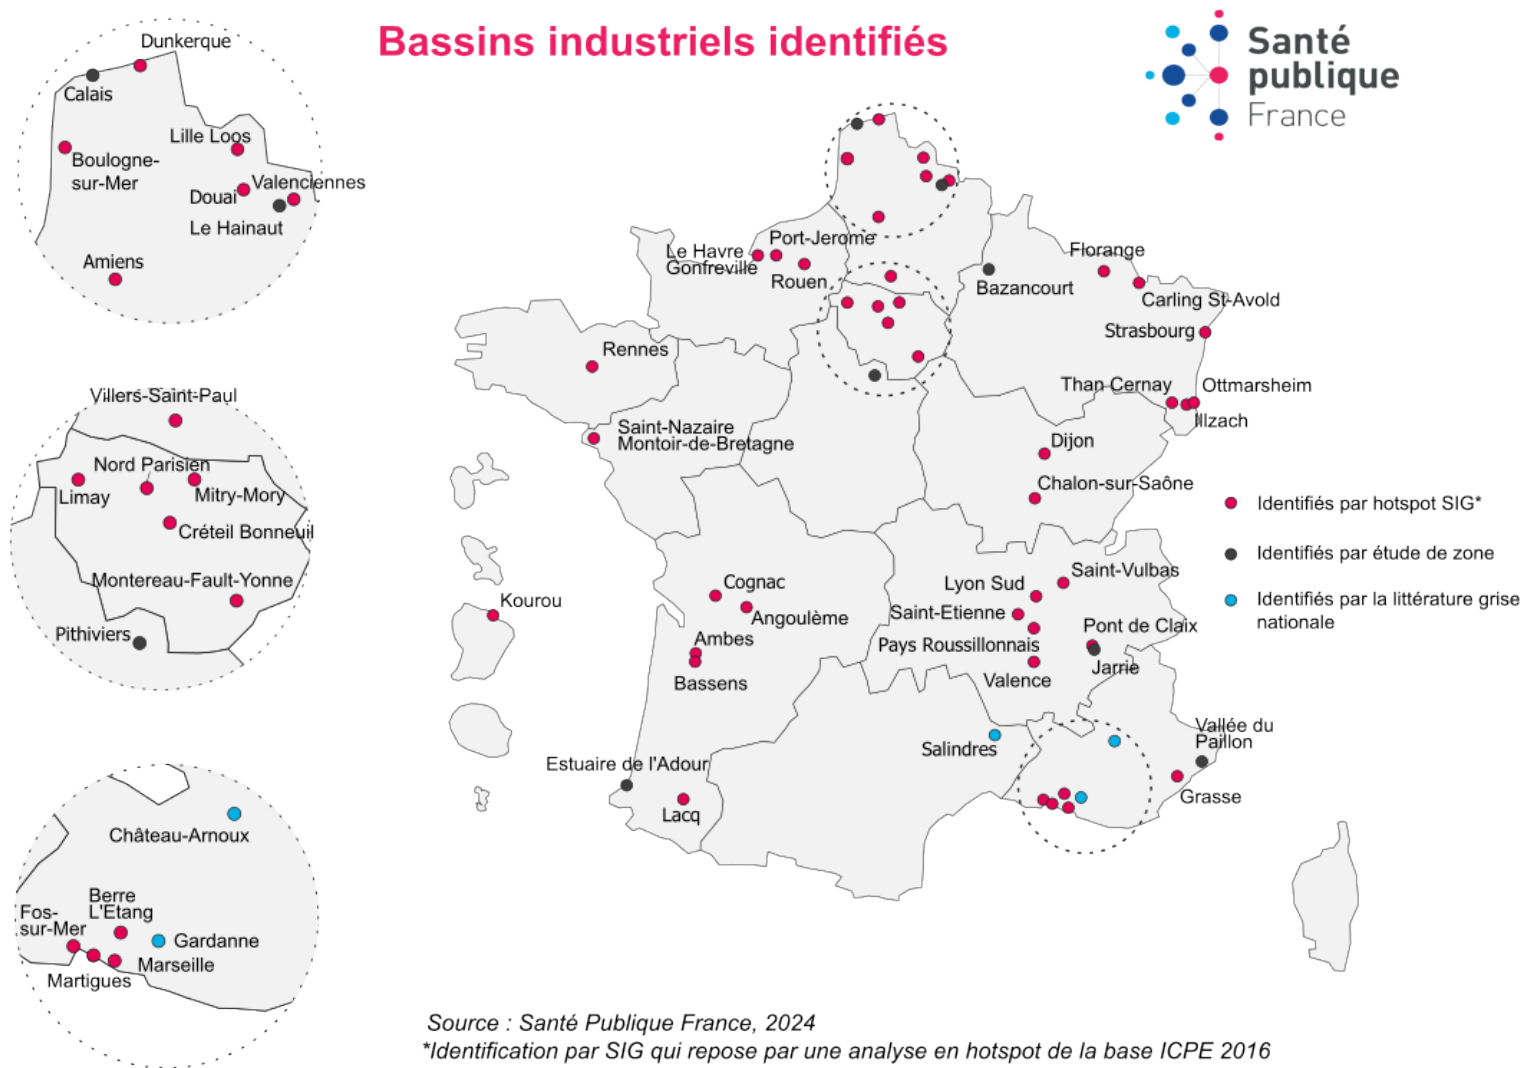 Bassins industriels identifiés
Santé
publique
France
Dunkerque
Calais
Lille Loos
Boulogne-
sur-Mer
Valenciennes
Douai
Le Hainaut
Amiens
Villers-Saint-Paul
Nord Parisien
Limay
Mitry-Mory
Créteil Bonneuil
Montereau-Fault-Yonne
Pithiviers
Château-Arnoux
Berre
L'Etang
Fos-
sur-Mer
Gardanne
Marseille
Martigues
Le Havre
Gonfreville
Port-Jerome
Rouen
Bazancourt
Florange
Carling St-Avold
Strasbourg
Rennes
Than Cernay
Ottmarsheim
Illzach
Saint-Nazaire
Montoir-de-Bretagne
Dijon
Chalon-sur-Saône
Kourou
Cognac
Angoulème
Ambes
Bassens
Lyon Sud
Saint-Vulbas
Saint-Etienne
Pays Roussillonnais
Pont de Claix
Jarrie
Valence
Salindres
Vallée du
Paillon
Grasse
Estuaire de l'Adour
Lacq
Identifiés par hotspot SIG*
Identifiés par étude de zone
Identifiés par la littérature grise
nationale
Source : Santé Publique France, 2024
*Identification par SIG qui repose par une analyse en hotspot de la base ICPE 2016